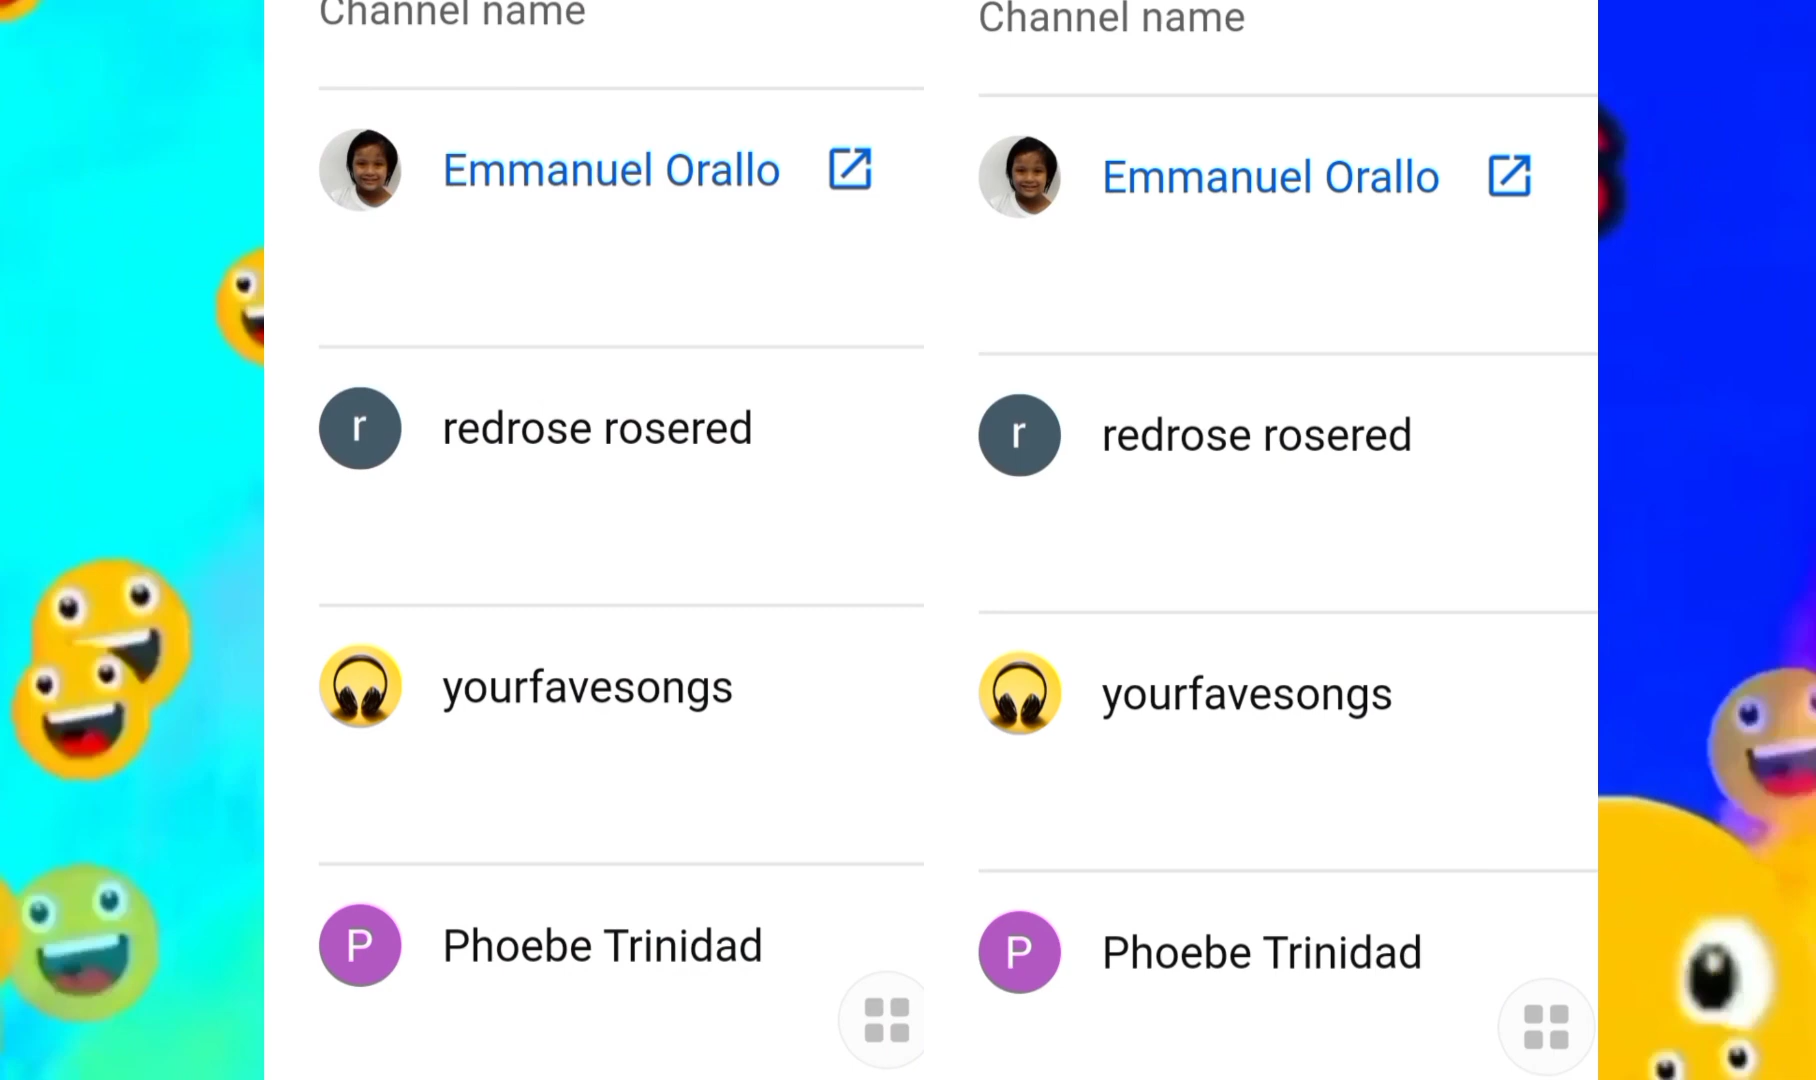 Channel name
Emmanuel Orallo
r
redrose rosered
yourfavesongs
P
Phoebe Trinidad
Channel name
Emmanuel Orallo
r
redrose rosered
yourfavesongs
P
Phoebe Trinidad